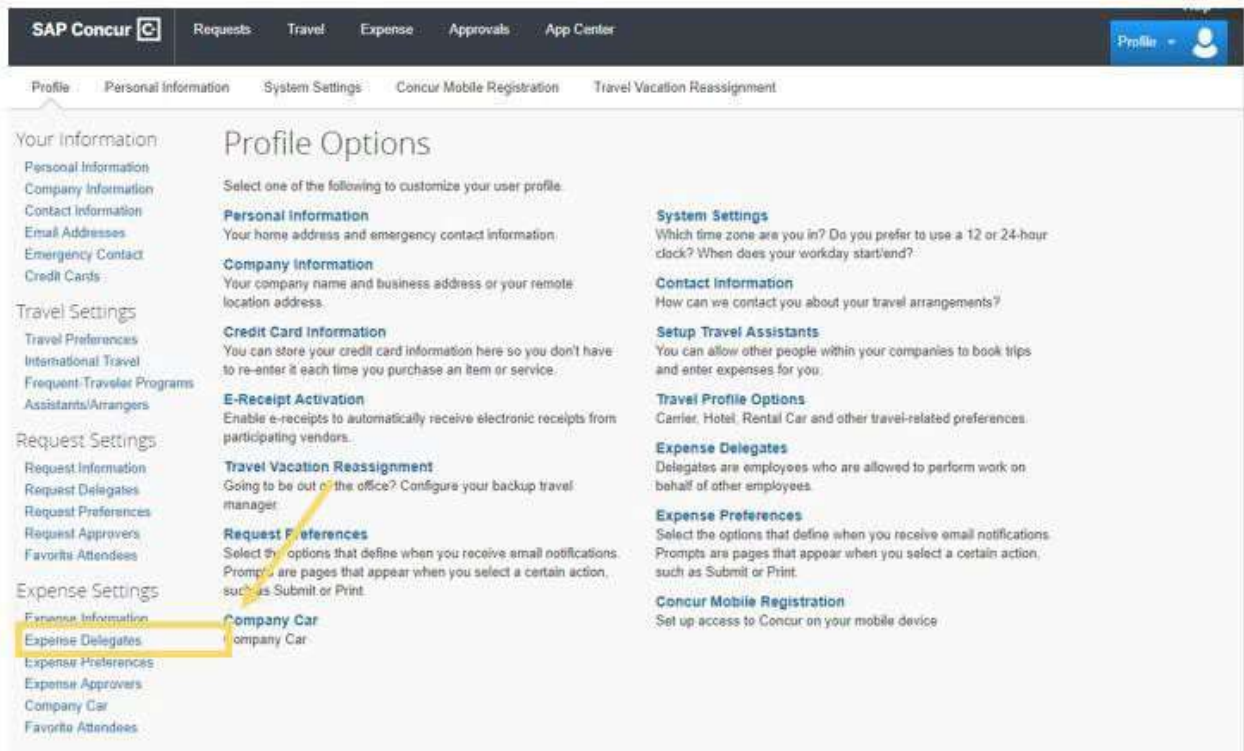 SAP Concur C
Requests Travel Expense Approvals App Center
Profile
Profile Personal Information System Settings Concur Mobile Registration Travel Vacation Reassignment
Your Information
Personal Information
Company Information
Contact Information
Email Addresses
Emergency Contact
Credit Cards
Travel Settings
Travel Preferences
International Travel
Frequent-Traveler Programs
Assistants/Arrangers
Request Settings
Request Information
Request Delegates
Request Preferences
Request Approvers
Favorite Attendees
Expense Settings
Expense Information
Expense Delegates
Expense Preferences
Expense Approvers
Company Car
Favorite Attendees
Profile Options
Select one of the following to customize your user profile.
Personal Information
Your home address and emergency contact information.
Company Information
Your company name and business address or your remote
location address.
Credit Card Information
You can store your credit card information here so you don't have
to re-enter it each time you purchase an item or service.
E-Receipt Activation
Enable e-receipts to automatically receive electronic receipts from
participating vendors.
Travel Vacation Reassignment
Going to be out of the office? Configure your backup travel
manager.
Request Preferences
Select the options that define when you receive email notifications.
Prompts are pages that appear when you select a certain action,
such as Submit or Print.
Company Car
Company Car
System Settings
Which time zone are you in? Do you prefer to use a 12 or 24-hour
clock? When does your workday start/end?
Contact Information
How can we contact you about your travel arrangements?
Setup Travel Assistants
You can allow other people within your companies to book trips
and enter expenses for you.
Travel Profile Options
Carrier, Hotel, Rental Car and other travel-related preferences.
Expense Delegates
Delegates are employees who are allowed to perform work on
behalf of other employees.
Expense Preferences
Select the options that define when you receive email notifications.
Prompts are pages that appear when you select a certain action,
such as Submit or Print.
Concur Mobile Registration
Set up access to Concur on your mobile device